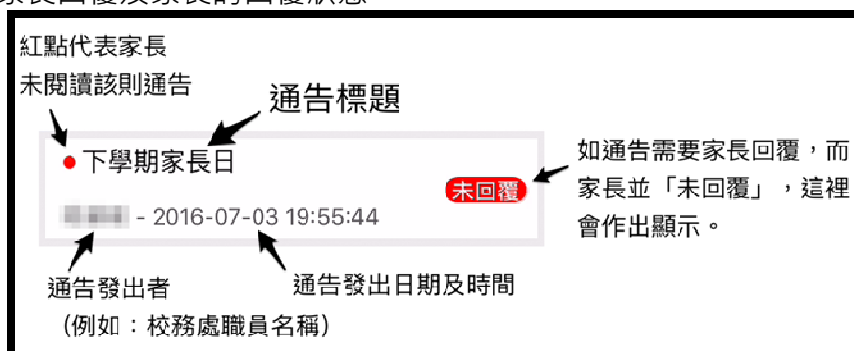 家長回覆及家長的回覆狀態
紅點代表家長
未閱讀該則通告
通告標題
下學期家長日
未回覆
如通告需要家長回覆，而
家長並「未回覆」，這裡
會作出顯示。
- 2016-07-03 19:55:44
通告發出者
通告發出日期及時間
（例如：校務處職員名稱）